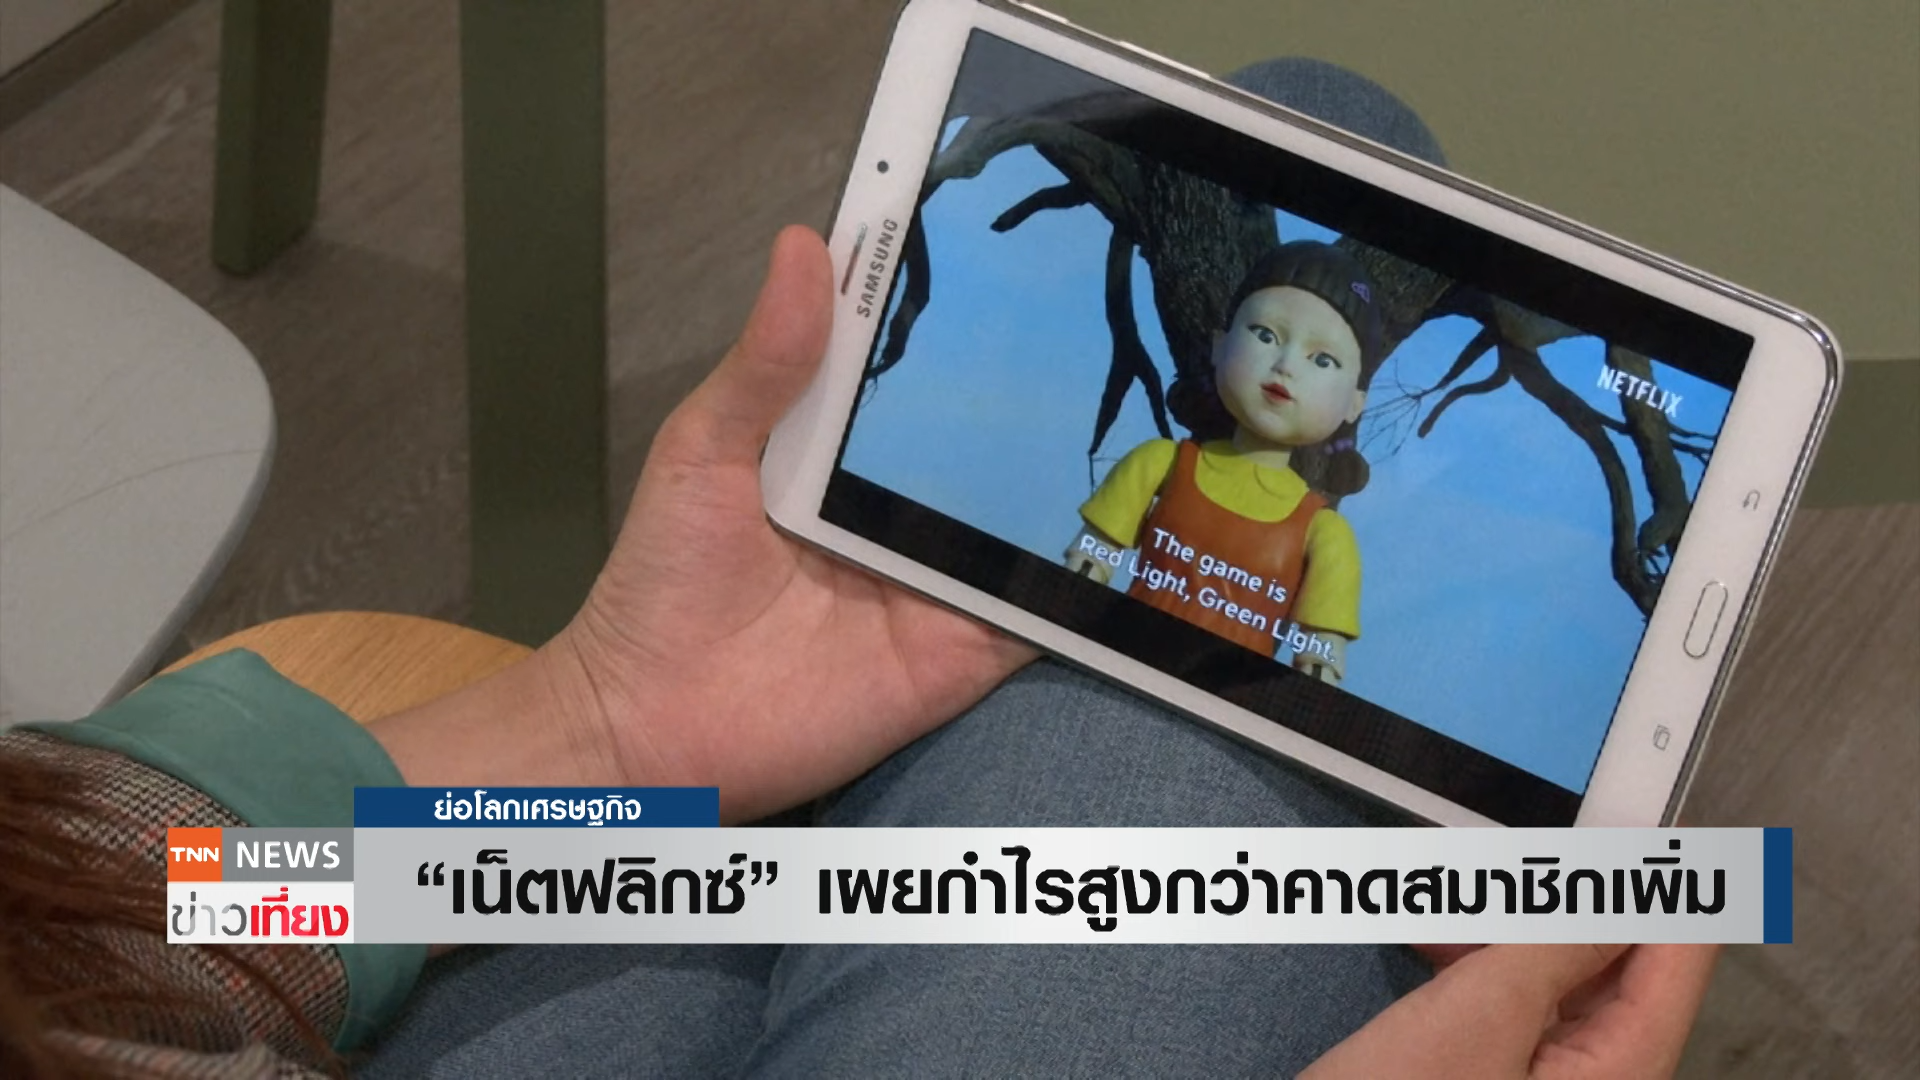 SAMSUNG
NETFLIX
The game is
Red Light, Green Light.
ย่อโลกเศรษฐกิจ
TNN NEWS
ข่าวเที่ยง
“เน็ตฟลิกซ์” เผยกำไรสูงกว่าคาดสมาชิกเพิ่ม